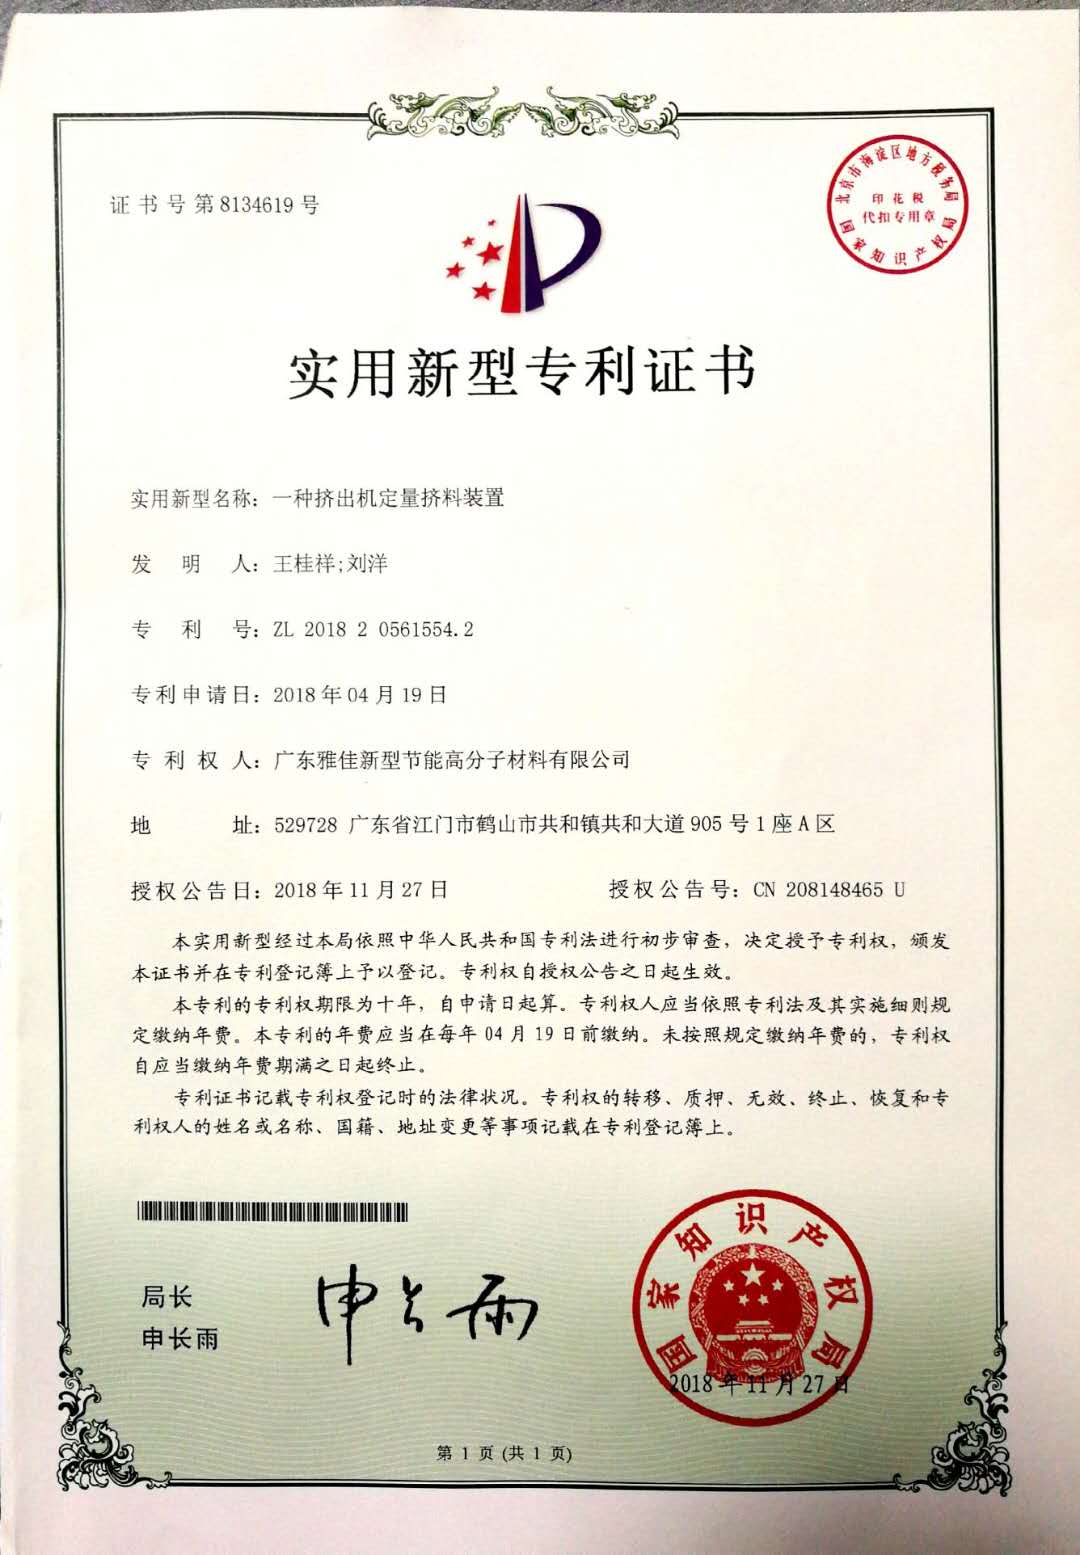 证书号第8134619号
北京市海淀区地方税务局
印花税
代扣专用章
国家知识产权局
实用新型专利证书
实用新型名称：一种挤出机定量挤料装置
发明人：王桂祥;刘洋
专利号：ZL 2018 2 0561554.2
专利申请日：2018年04月19日
专利权人：广东雅佳新型节能高分子材料有限公司
地址：529728 广东省江门市鹤山市共和镇共和大道905号1座A区
授权公告日：2018年11月27日 授权公告号：CN 208148465 U
本实用新型经过本局依照中华人民共和国专利法进行初步审查，决定授予专利权，颁发
本证书并在专利登记簿上予以登记。专利权自授权公告之日起生效。
本专利的专利权期限为十年，自申请日起算。专利权人应当依照专利法及其实施细则规
定缴纳年费。本专利的年费应当在每年04月19日前缴纳。未按照规定缴纳年费的，专利权
自应当缴纳年费期满之日起终止。
专利证书记载专利权登记时的法律状况。专利权的转移、质押、无效、终止、恢复和专
利权人的姓名或名称、国籍、地址变更等事项记载在专利登记簿上。
局长
申长雨
申长雨
国家知识产权局
2018年11月27日
第1页(共1页)